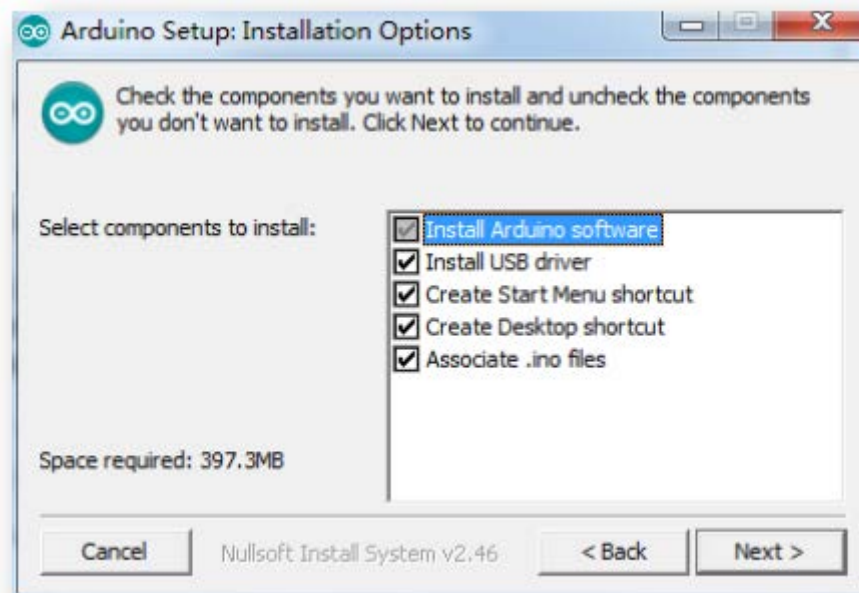 Arduino Setup: Installation Options
Check the components you want to install and uncheck the components
you don't want to install. Click Next to continue.
Select components to install:
Install Arduino software
Install USB driver
Create Start Menu shortcut
Create Desktop shortcut
Associate .ino files
Space required: 397.3MB
Cancel
Nullsoft Install System v2.46
< Back
Next >